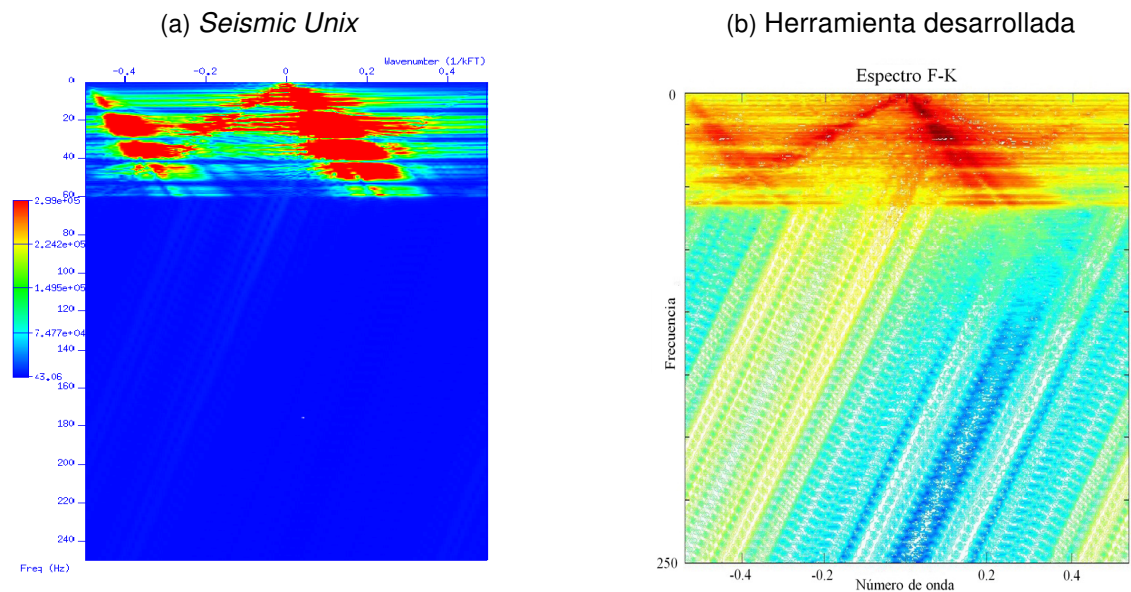 (a) Seismic Unix
Wavenumber (1/kFT)
-0.4 -0.2 0 0.2 0.4
0
20
40
60
80
100
120
140
160
180
200
220
240
Freq (Hz)
2.99e+05
2.242e+05
1.495e+05
7.477e+04
43.06
(b) Herramienta desarrollada
Espectro F-K
0
Frecuencia
250
-0.4 -0.2 0 0.2 0.4
Número de onda